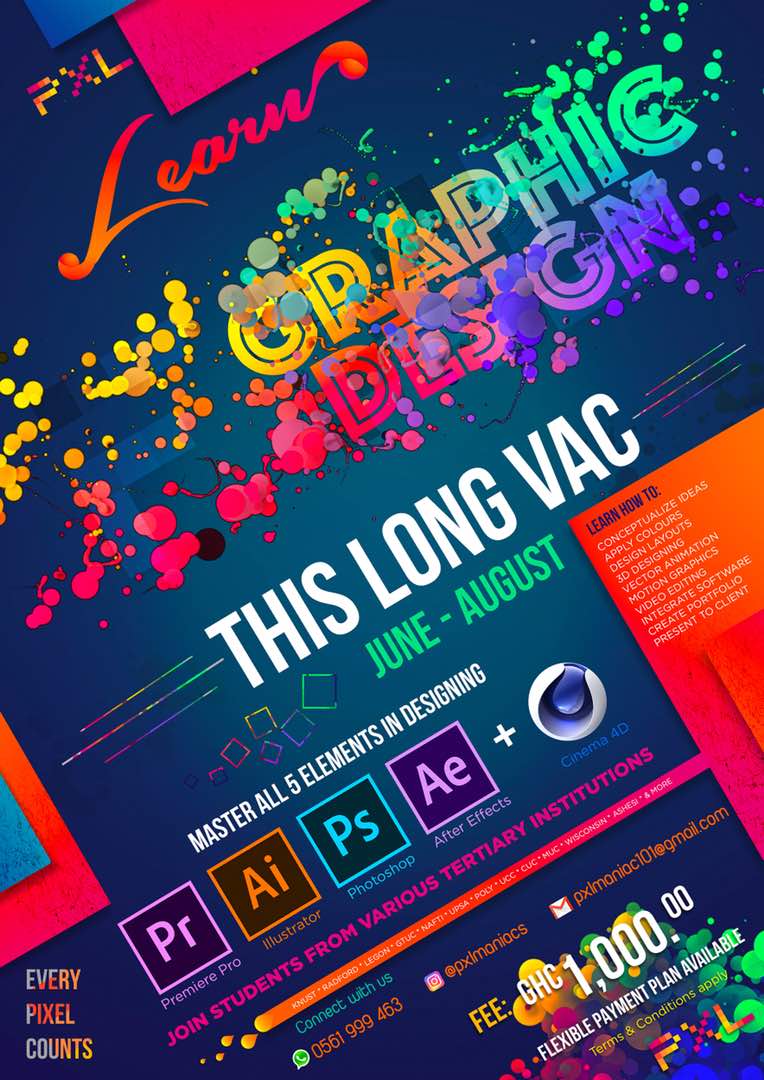 PXL
Learn
GRAPHIC
DESIGN
THIS LONG VAC
JUNE - AUGUST
LEARN HOW TO:
CONCEPTUALIZE IDEAS
APPLY COLOURS
DESIGN LAYOUTS
3D DESIGNING
VECTOR ANIMATION
MOTION GRAPHICS
VIDEO EDITING
INTEGRATE SOFTWARE
CREATE PORTFOLIO
PRESENT TO CLIENT
MASTER ALL 5 ELEMENTS IN DESIGNING
Pr
Premiere Pro
Ai
Illustrator
Ps
Photoshop
Ae
After Effects
+
Cinema 4D
JOIN STUDENTS FROM VARIOUS TERTIARY INSTITUTIONS
KNUST * RADFORD * LEGON * GTUC * NAFTI * UPSA * POLY * UCC * CUC * MUC * WISCONSIN * ASHESI * & MORE
Connect with us
0561 999 463
@pxlmaniacs
pxlmaniac101@gmail.com
FEE: GHC 1,000.00
FLEXIBLE PAYMENT PLAN AVAILABLE
Terms & Conditions apply
PXL
EVERY
PIXEL
COUNTS